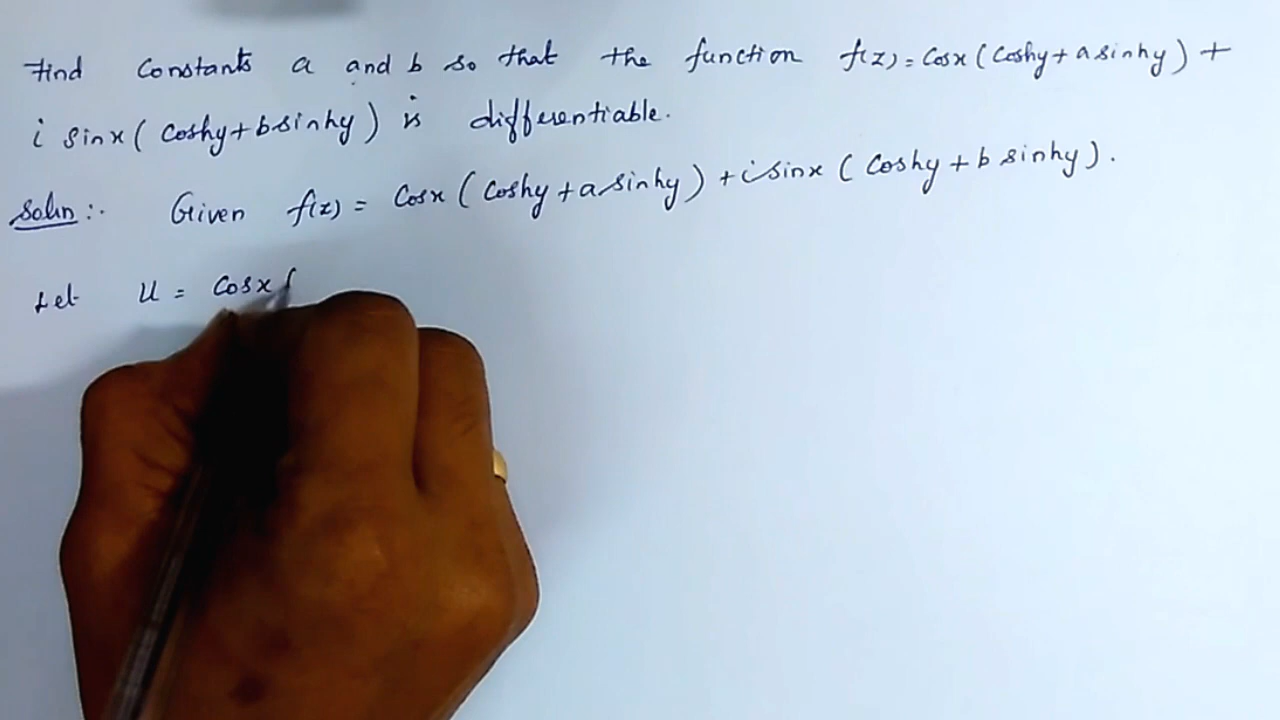 Find Constants a and b so that the function f(z) = Cosx (Coshy + a sinhy) +
i sinx ( Coshy + b sinhy ) is differentiable.
Soln :- Given f(z) = Cosx ( Coshy + a sinhy ) + i sinx ( Coshy + b sinhy ).
Let U = Cosx (